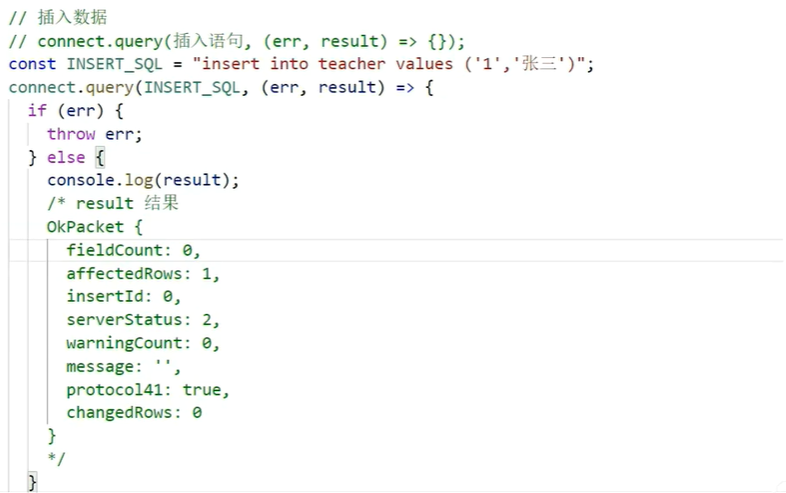 // 插入数据
// connect.query(插入语句, (err, result) => {});
const INSERT_SQL = "insert into teacher values ('1','张三')";
connect.query(INSERT_SQL, (err, result) => {
  if (err) {
    throw err;
  } else {
    console.log(result);
    /* result 结果
    OkPacket {
      fieldCount: 0,
      affectedRows: 1,
      insertId: 0,
      serverStatus: 2,
      warningCount: 0,
      message: '',
      protocol41: true,
      changedRows: 0
    }
    */
  }